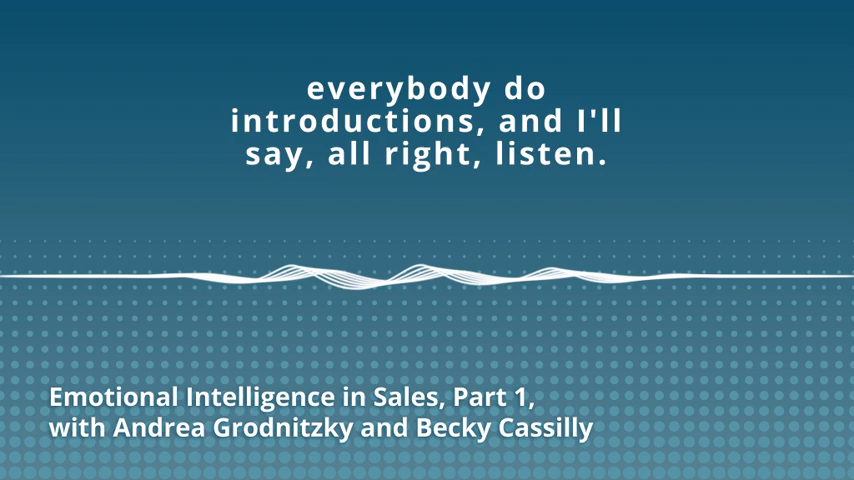 everybody do
introductions, and I'll
say, all right, listen.
Emotional Intelligence in Sales, Part 1,
with Andrea Grodnitzky and Becky Cassilly